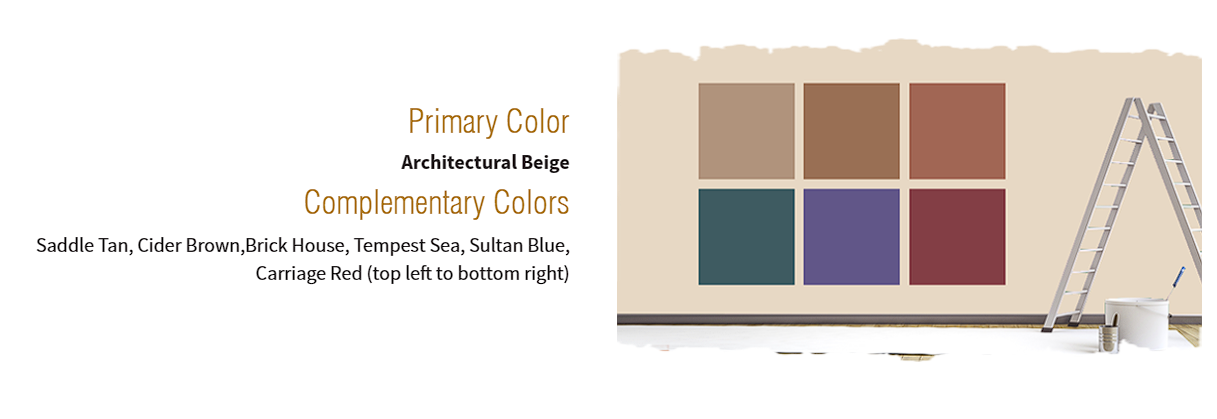 Primary Color
Architectural Beige
Complementary Colors
Saddle Tan, Cider Brown,Brick House, Tempest Sea, Sultan Blue,
Carriage Red (top left to bottom right)